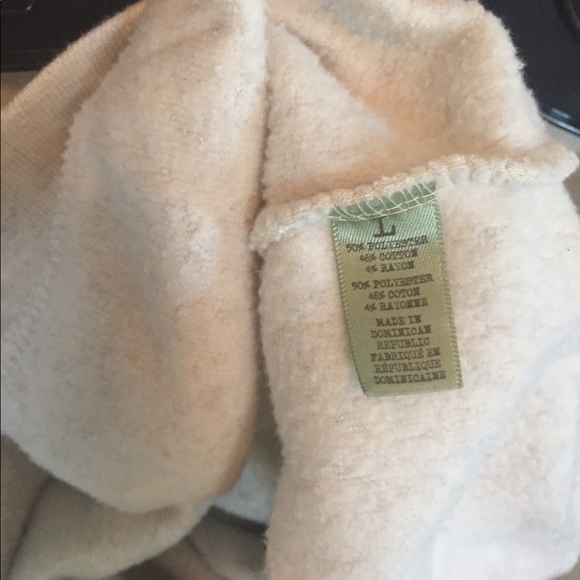 L
50% POLYESTER
46% COTTON
4% RAYON
50% POLYESTER
46% COTON
4% RAYONNE
MADE IN
DOMINICAN
REPUBLIC
FABRIQUÉ EN
RÉPUBLIQUE
DOMINICAINE